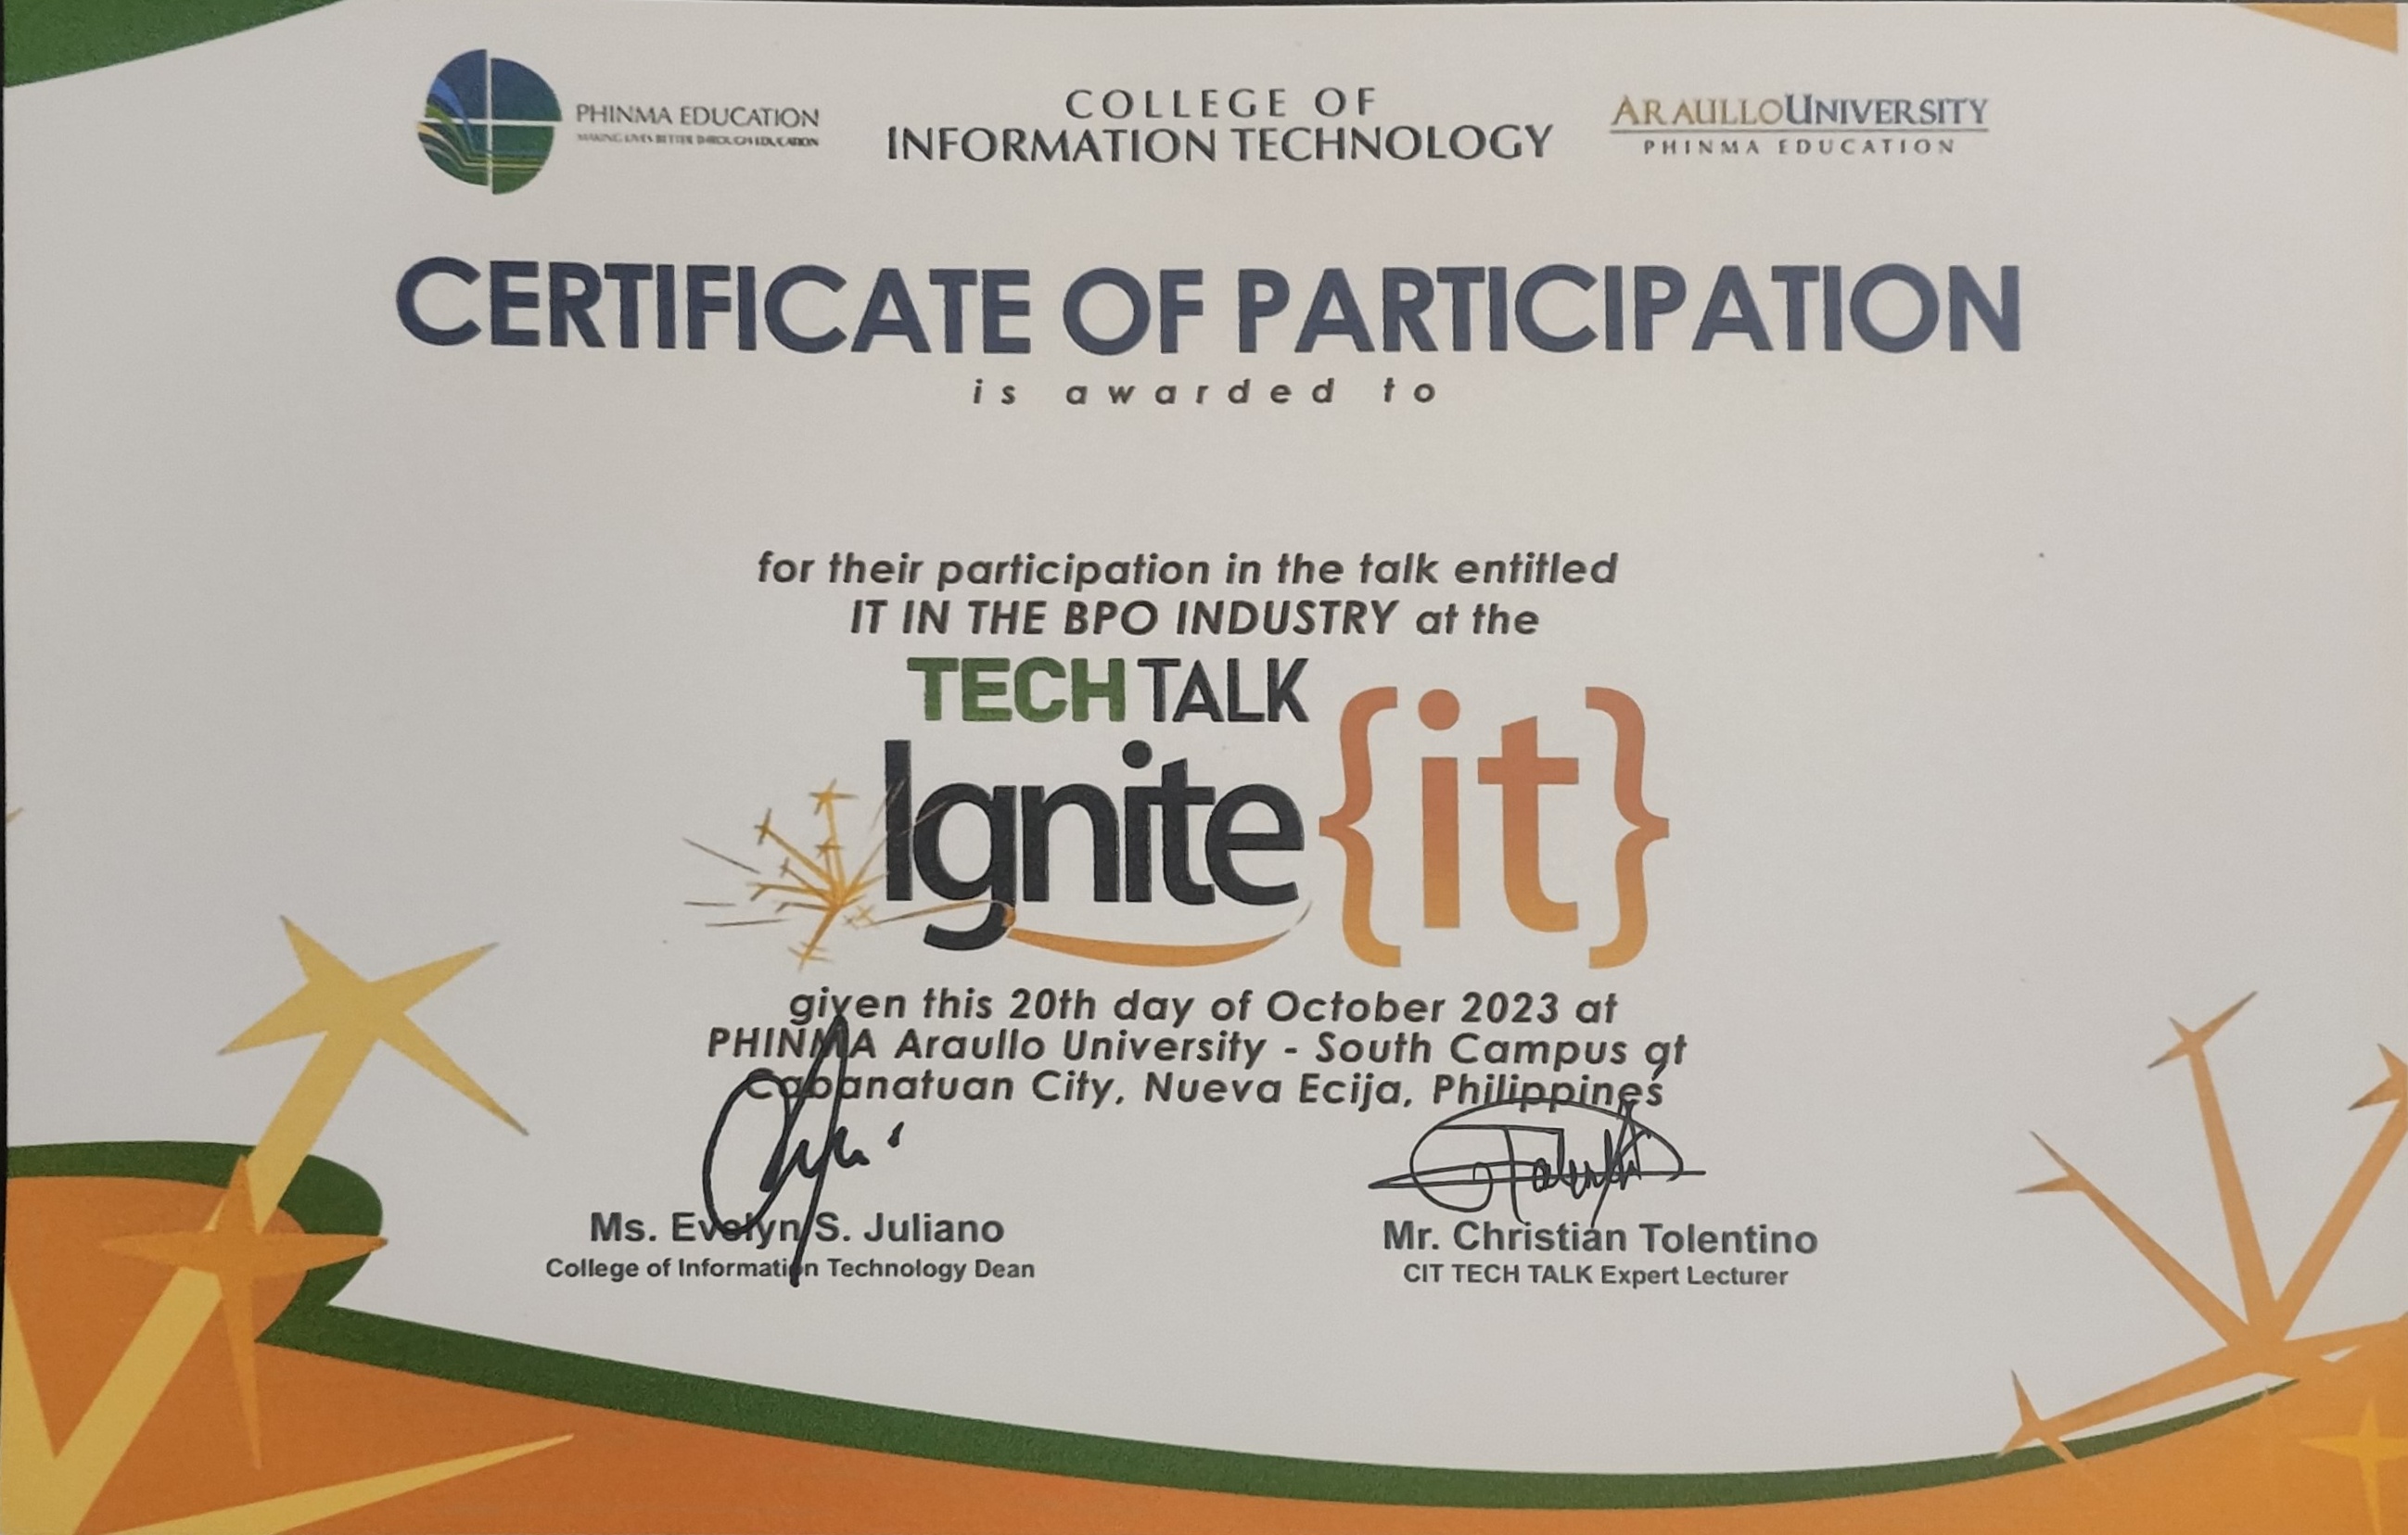 PHINMA EDUCATION
MAKING LIVES BETTER THROUGH EDUCATION
COLLEGE OF
INFORMATION TECHNOLOGY
ARAULLOUNIVERSITY
PHINMA EDUCATION
CERTIFICATE OF PARTICIPATION
is awarded to
for their participation in the talk entitled
IT IN THE BPO INDUSTRY at the
TECHTALK
Ignite{it}
given this 20th day of October 2023 at
PHINMA Araullo University - South Campus at
Cabanatuan City, Nueva Ecija, Philippines
Ms. Evelyn S. Juliano
College of Information Technology Dean
Mr. Christian Tolentino
CIT TECH TALK Expert Lecturer